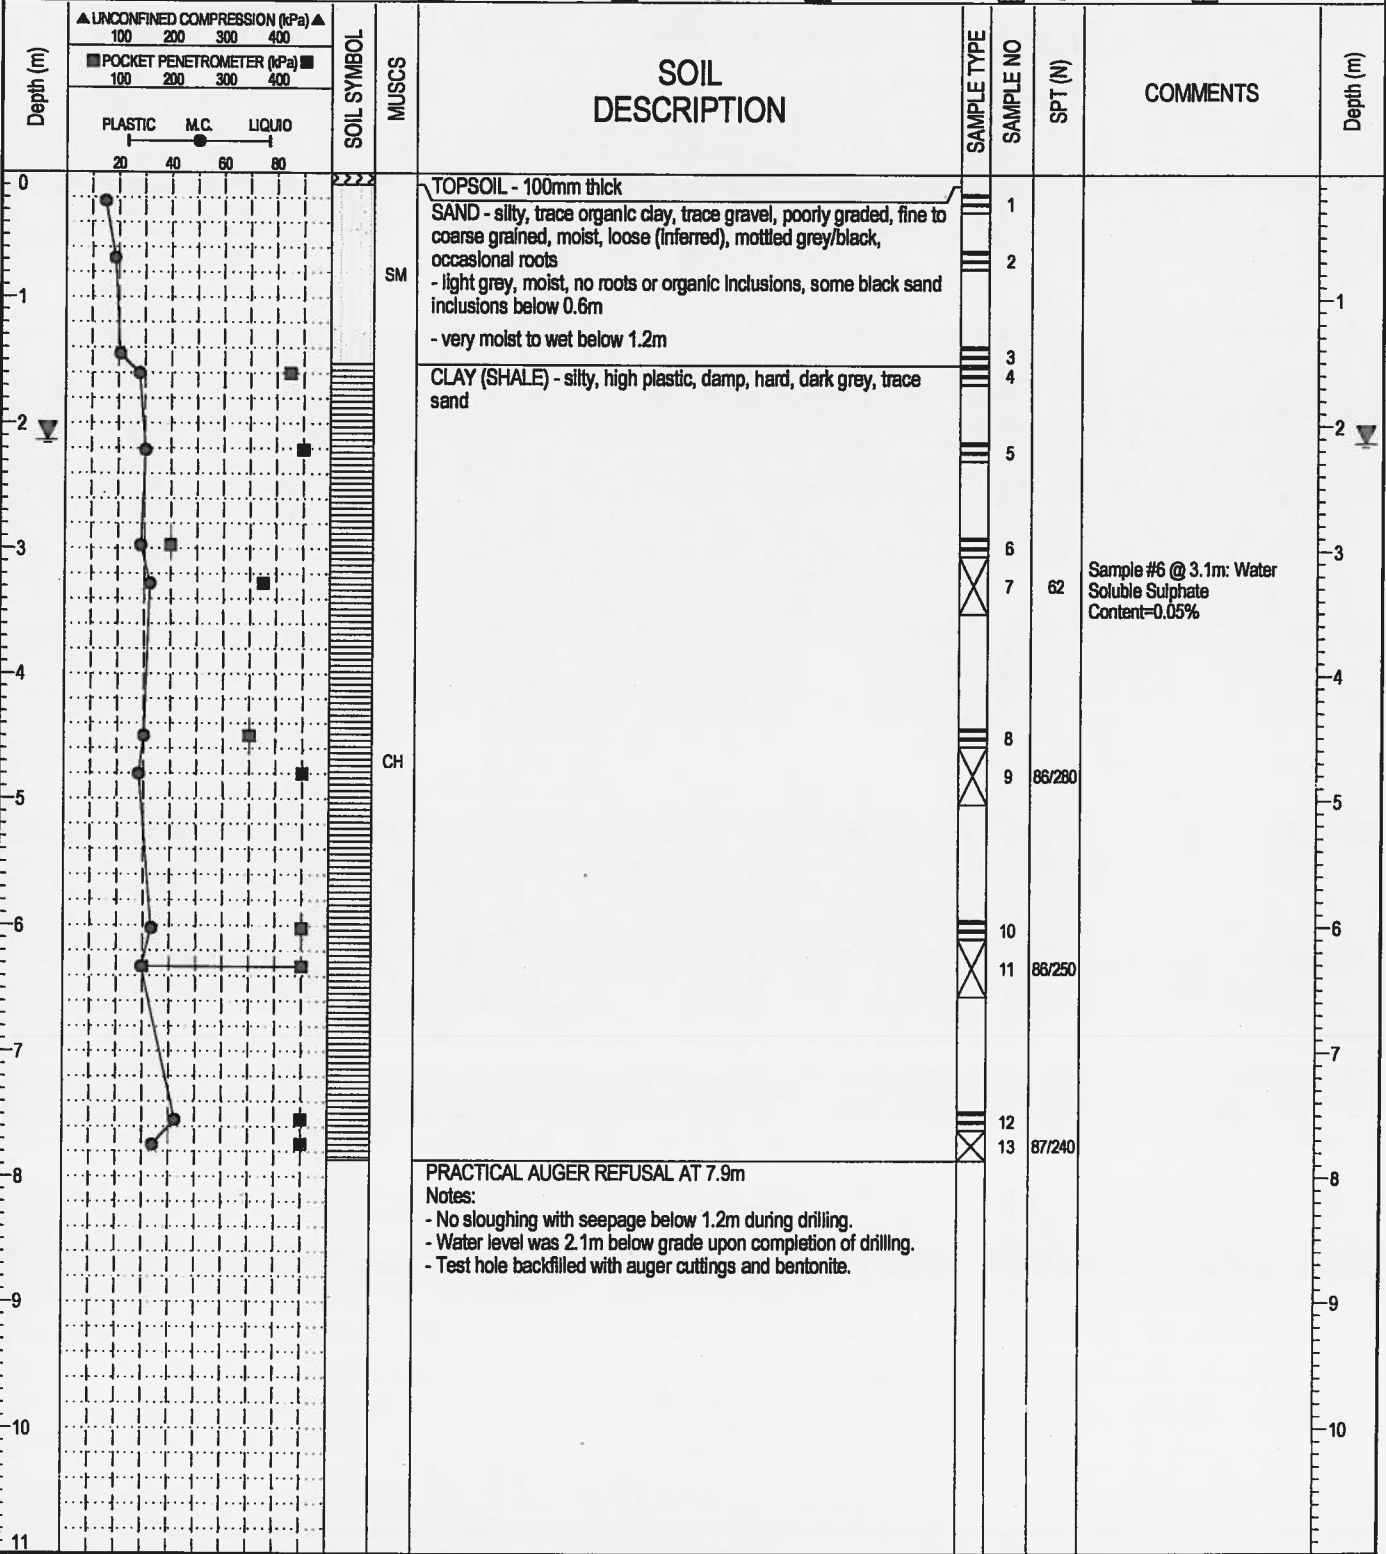 ▲ UNCONFINED COMPRESSION (kPa) ▲
100 200 300 400
■ POCKET PENETROMETER (kPa) ■
100 200 300 400
PLASTIC M.C. LIQUID
20 40 60 80
Depth (m)
SOIL SYMBOL
MUSCS
SOIL
DESCRIPTION
SAMPLE TYPE
SAMPLE NO
SPT (N)
COMMENTS
Depth (m)
0
TOPSOIL - 100mm thick
SAND - silty, trace organic clay, trace gravel, poorly graded, fine to
coarse grained, moist, loose (inferred), mottled grey/black,
occasional roots
- light grey, moist, no roots or organic inclusions, some black sand
inclusions below 0.6m
- very moist to wet below 1.2m
SM
1
2
3
1
1
CLAY (SHALE) - silty, high plastic, damp, hard, dark grey, trace
sand
CH
4
5
6
7 62
Sample #6 @ 3.1m: Water
Soluble Sulphate
Content=0.05%
8
9 86/280
10
11 86/250
12
13 87/240
2
3
4
5
6
7
8
9
10
11
2
3
4
5
6
7
8
9
10
PRACTICAL AUGER REFUSAL AT 7.9m
Notes:
- No sloughing with seepage below 1.2m during drilling.
- Water level was 2.1m below grade upon completion of drilling.
- Test hole backfilled with auger cuttings and bentonite.